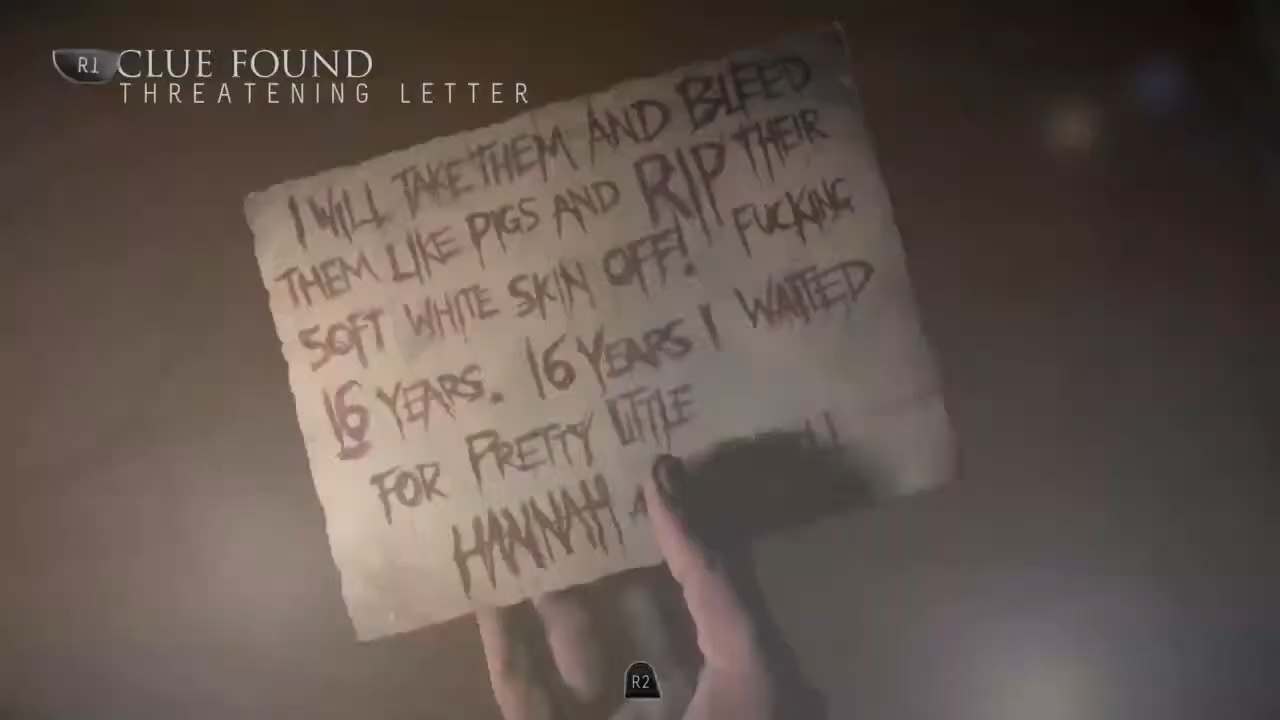 R1 CLUE FOUND
THREATENING LETTER
I WILL TAKE THEM AND BLEED
THEM LIKE PIGS AND RIP THEIR
SOFT WHITE SKIN OFF! FUCKING
16 YEARS. 16 YEARS I WAITED
FOR PRETTY LITTLE
HANNAH
R2